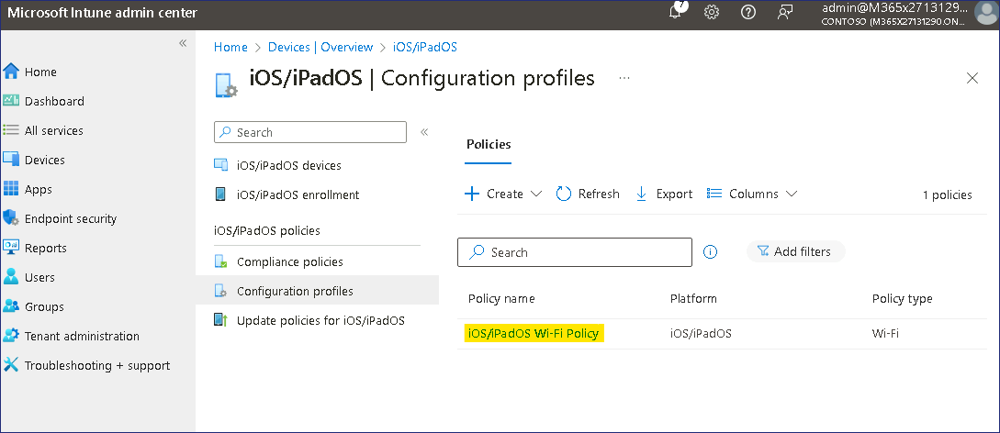 Microsoft Intune admin center
7
admin@M365x2713129...
CONTOSO (M365X27131290.ON...
Home
Dashboard
All services
Devices
Apps
Endpoint security
Reports
Users
Groups
Tenant administration
Troubleshooting + support
Home > Devices | Overview > iOS/iPadOS
iOS/iPadOS | Configuration profiles ...
Search
iOS/iPadOS devices
iOS/iPadOS enrollment
iOS/iPadOS policies
Compliance policies
Configuration profiles
Update policies for iOS/iPadOS
Policies
Create Refresh Export Columns 1 policies
Search Add filters
Policy name Platform Policy type
iOS/iPadOS Wi-Fi Policy iOS/iPadOS Wi-Fi